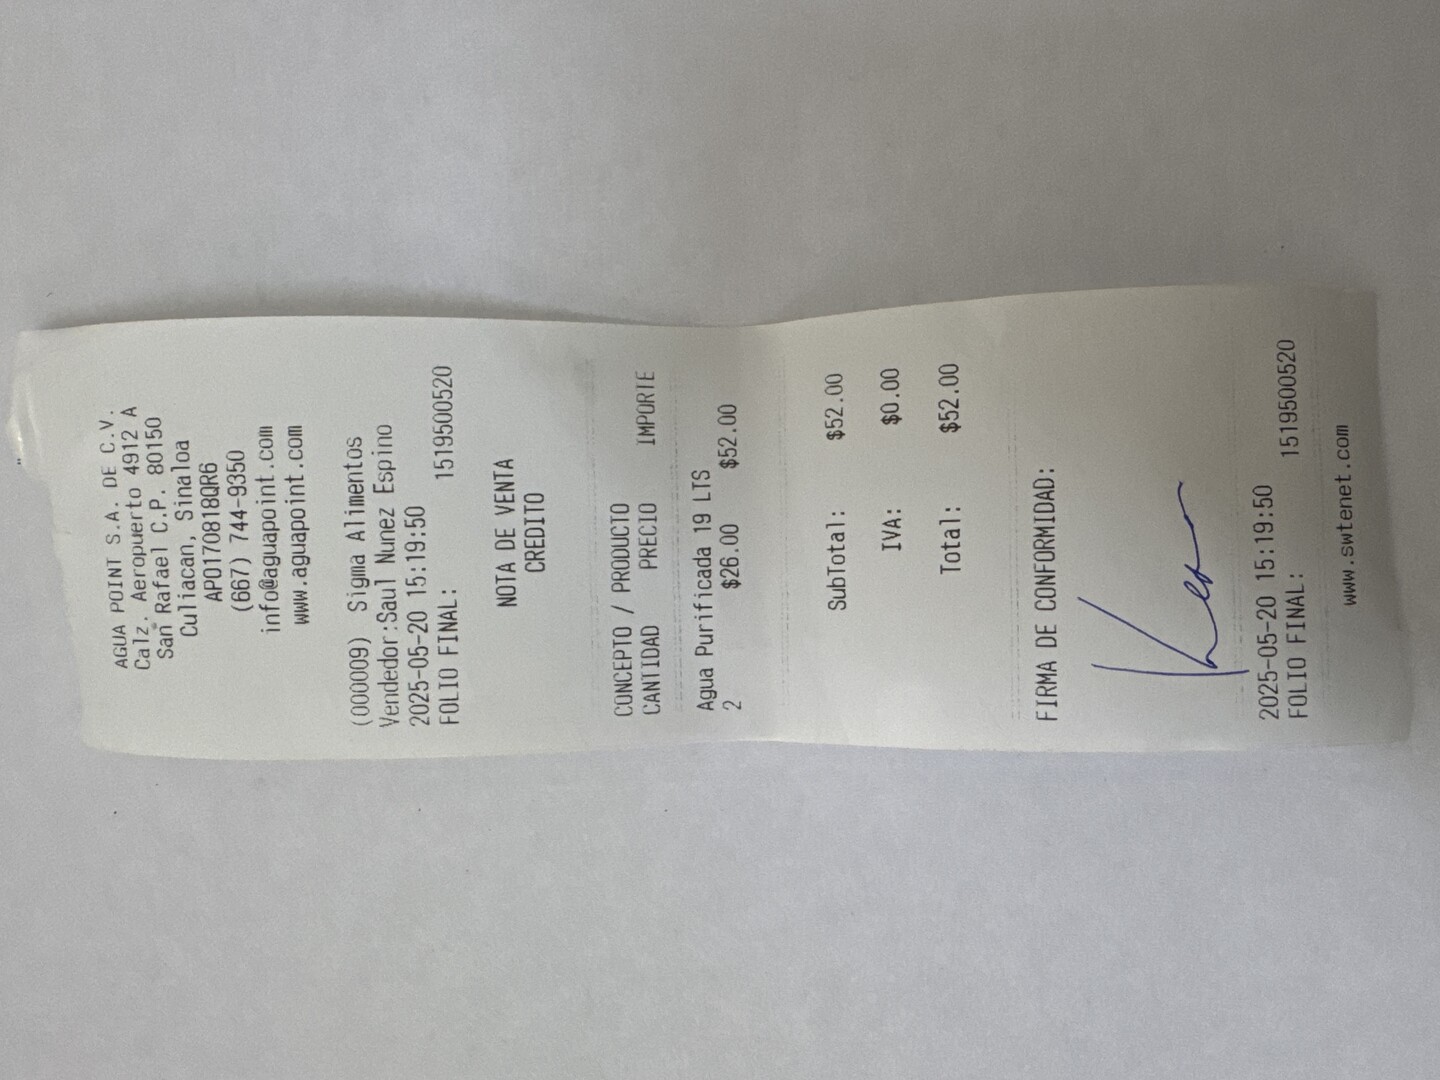 AGUA POINT S.A. DE C.V.
Calz. Aeropuerto 4912 A
San Rafael C.P. 80150
Culiacan, Sinaloa
APO170818QR6
(667) 744-9350
info@aguapoint.com
www.aguapoint.com
(000009) Sigma Alimentos
Vendedor:Saul Nunez Espino
2025-05-20 15:19:50
FOLIO FINAL: 1519500520
NOTA DE VENTA
CREDITO
CONCEPTO / PRODUCTO
CANTIDAD PRECIO IMPORTE
Agua Purificada 19 LTS
2 $26.00 $52.00
SubTotal: $52.00
IVA: $0.00
Total: $52.00
FIRMA DE CONFORMIDAD:
2025-05-20 15:19:50
FOLIO FINAL: 1519500520
www.swtenet.com